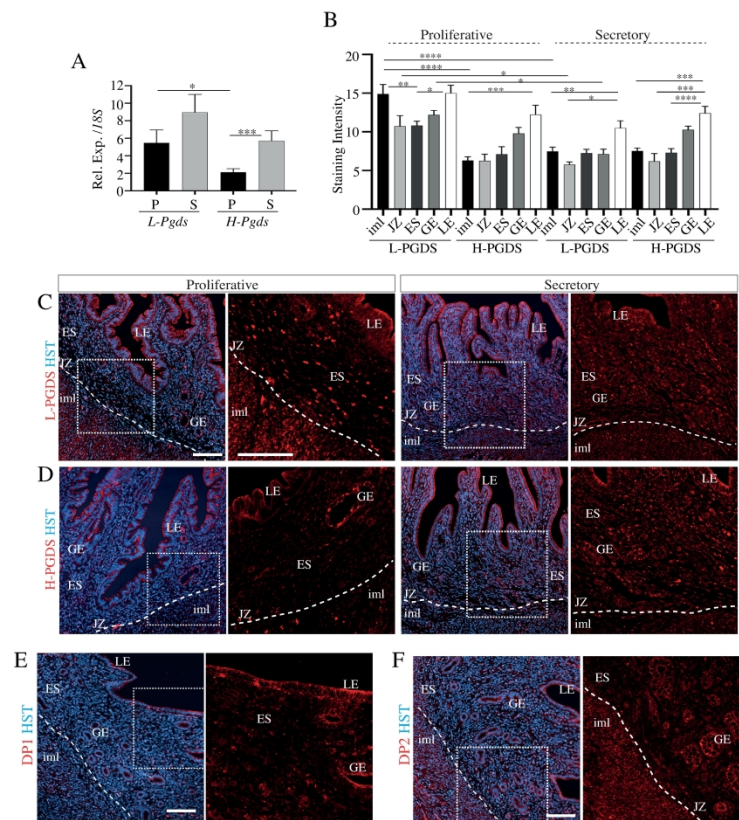 A
Rel. Exp. /18S
12
10
8
6
4
2
0
*
***
P S P S
L-Pgds H-Pgds
B
Proliferative Secretory
Staining Intensity
25
20
15
10
5
0
****
****
*
*
** * *** ** *
***
***
****
iml JZ ES GE LE iml JZ ES GE LE iml JZ ES GE LE iml JZ ES GE LE
L-PGDS H-PGDS L-PGDS H-PGDS
Proliferative Secretory
C
L-PGDS HST
ES LE JZ iml GE
LE JZ ES iml
LE ES GE JZ iml
LE ES GE JZ iml
D
H-PGDS HST
LE GE ES iml JZ
LE GE ES iml JZ
LE GE ES JZ iml
LE ES GE JZ iml
E
DP1 HST
LE ES GE iml
LE ES GE
F
DP2 HST
ES LE GE iml
ES iml GE JZ